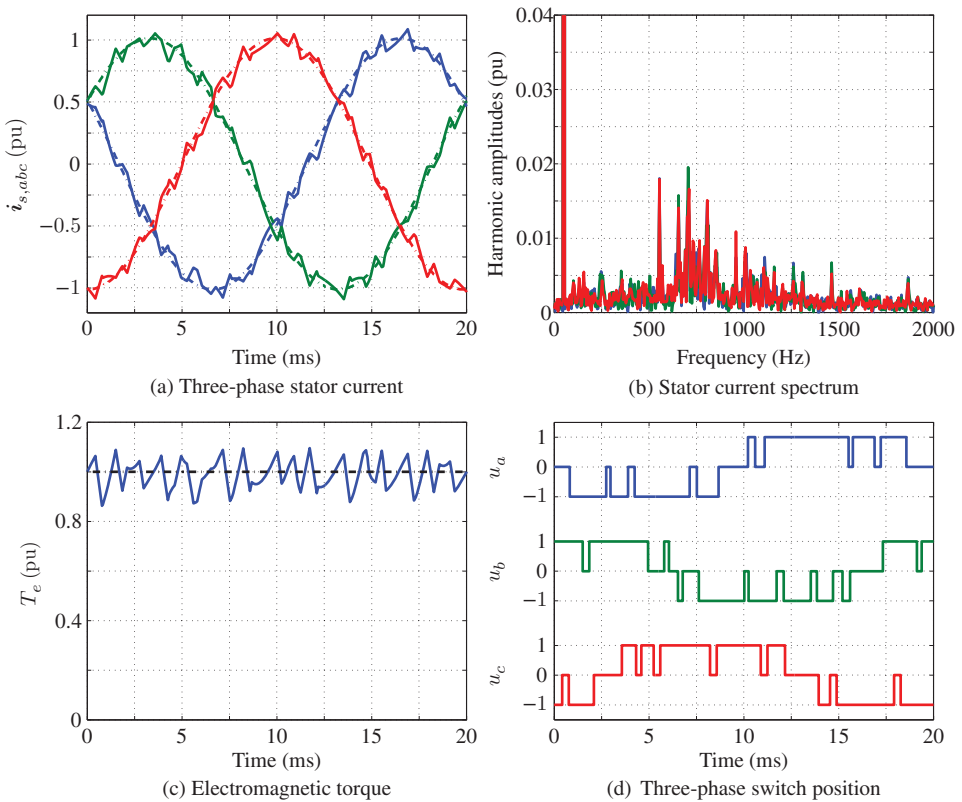 1
0.5
0
−0.5
−1
i_{s,abc} (pu)
0 5 10 15 20
Time (ms)
(a) Three-phase stator current
0.04
0.03
0.02
0.01
0
Harmonic amplitudes (pu)
0 500 1000 1500 2000
Frequency (Hz)
(b) Stator current spectrum
1.2
0.8
0.4
0
T_e (pu)
0 5 10 15 20
Time (ms)
(c) Electromagnetic torque
1
0
−1
u_a
1
0
−1
u_b
1
0
−1
u_c
0 5 10 15 20
Time (ms)
(d) Three-phase switch position